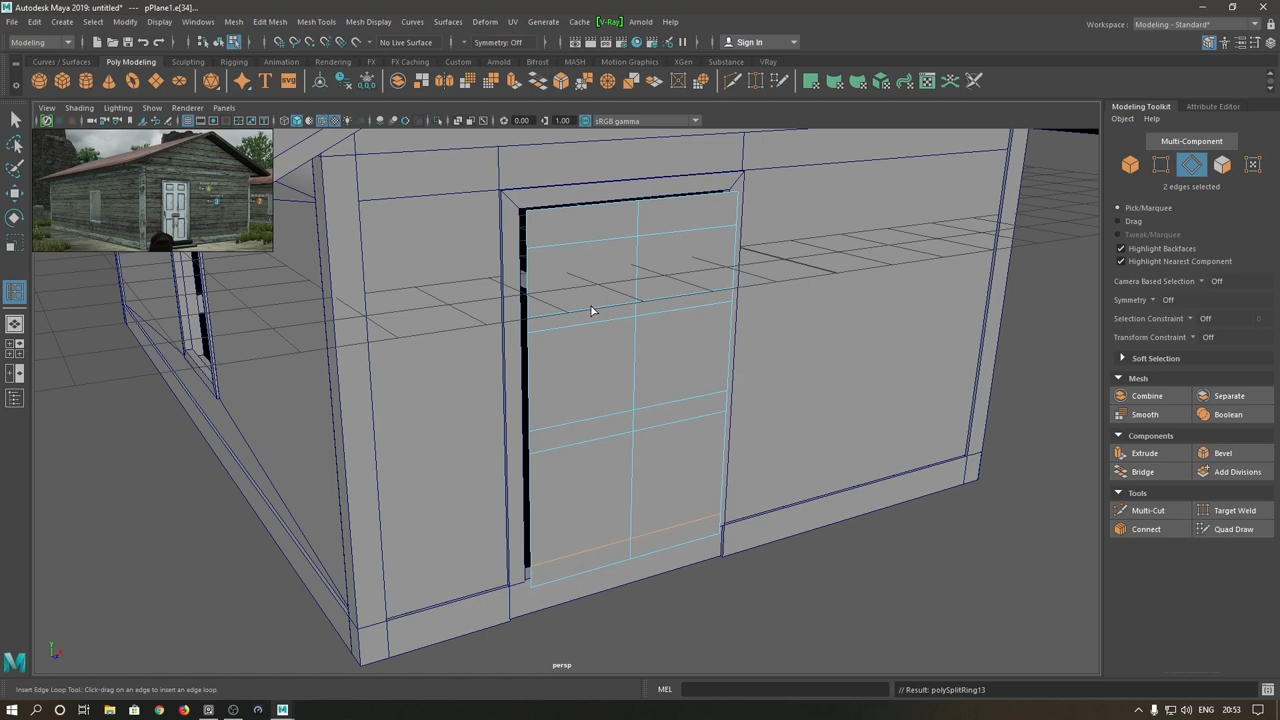 Autodesk Maya 2019: untitled*   ---   pPlane1.e[34]...
File Edit Create Select Modify Display Windows Mesh Edit Mesh Mesh Tools Mesh Display Curves Surfaces Deform UV Generate Cache [V-Ray] Arnold Help
Workspace : Modeling - Standard*
Modeling No Live Surface Symmetry: Off Sign In
Curves / Surfaces Poly Modeling Sculpting Rigging Animation Rendering FX FX Caching Custom Arnold Bifrost MASH Motion Graphics XGen Substance VRay
SVG
View Shading Lighting Show Renderer Panels
0.00 1.00 sRGB gamma
Modeling Toolkit Attribute Editor
Object Help
Multi-Component
2 edges selected
Pick/Marquee
Drag
Tweak/Marquee
Highlight Backfaces
Highlight Nearest Component
Camera Based Selection Off
Symmetry Off
Selection Constraint Off 0
Transform Constraint Off
Soft Selection
Mesh
Combine Separate
Smooth Boolean
Components
Extrude Bevel
Bridge Add Divisions
Tools
Multi-Cut Target Weld
Connect Quad Draw
persp
Insert Edge Loop Tool: Click-drag on an edge to insert an edge loop.
MEL
// Result: polySplitRing13
ENG 20:53